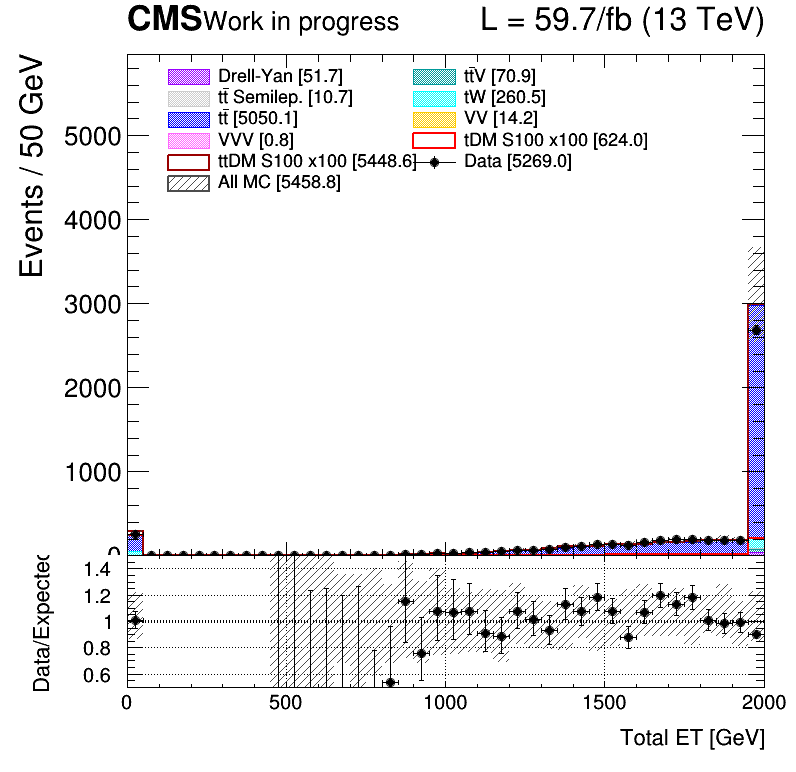 CMS Work in progress L = 59.7/fb (13 TeV)
Events / 50 GeV
Drell-Yan [51.7] tt̄V [70.9]
tt̄ Semilep. [10.7] tW [260.5]
tt̄ [5050.1] VV [14.2]
VVV [0.8] tDM S100 x100 [624.0]
ttDM S100 x100 [5448.6] Data [5269.0]
All MC [5458.8]
5000
4000
3000
2000
1000
0
Data/Expected
1.4
1.2
1
0.8
0.6
0 500 1000 1500 2000
Total ET [GeV]